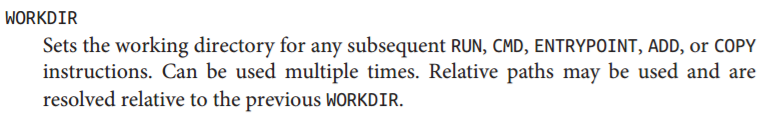 WORKDIR
Sets the working directory for any subsequent RUN, CMD, ENTRYPOINT, ADD, or COPY
instructions. Can be used multiple times. Relative paths may be used and are
resolved relative to the previous WORKDIR.